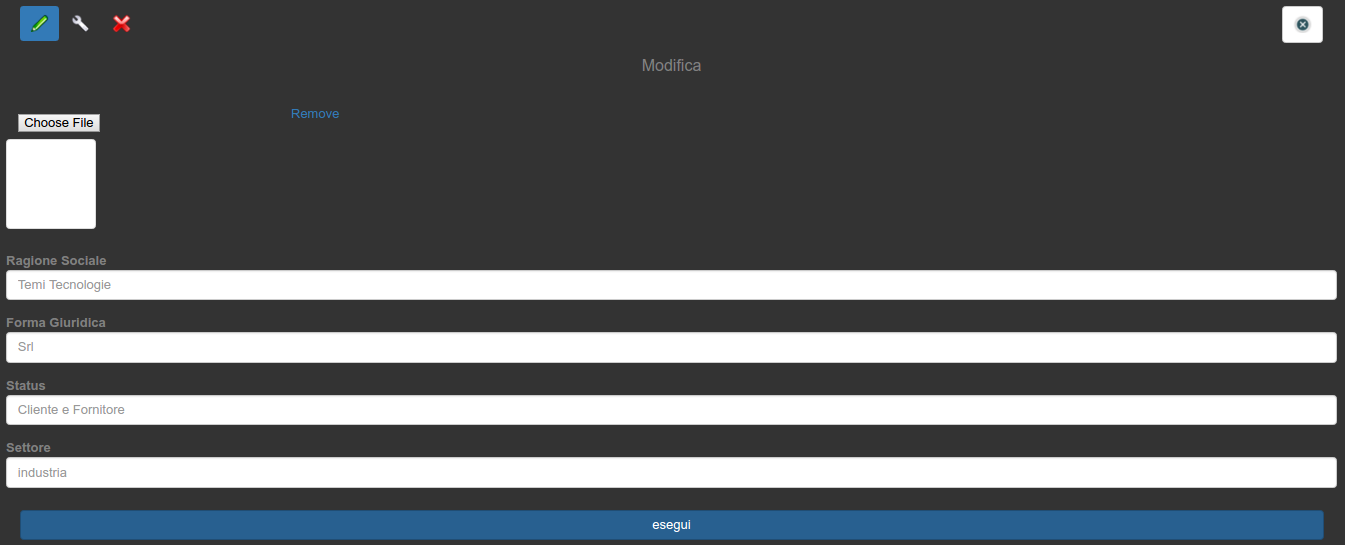 Modifica
Remove
Choose File
Ragione Sociale
Temi Tecnologie
Forma Giuridica
Srl
Status
Cliente e Fornitore
Settore
industria
esegui